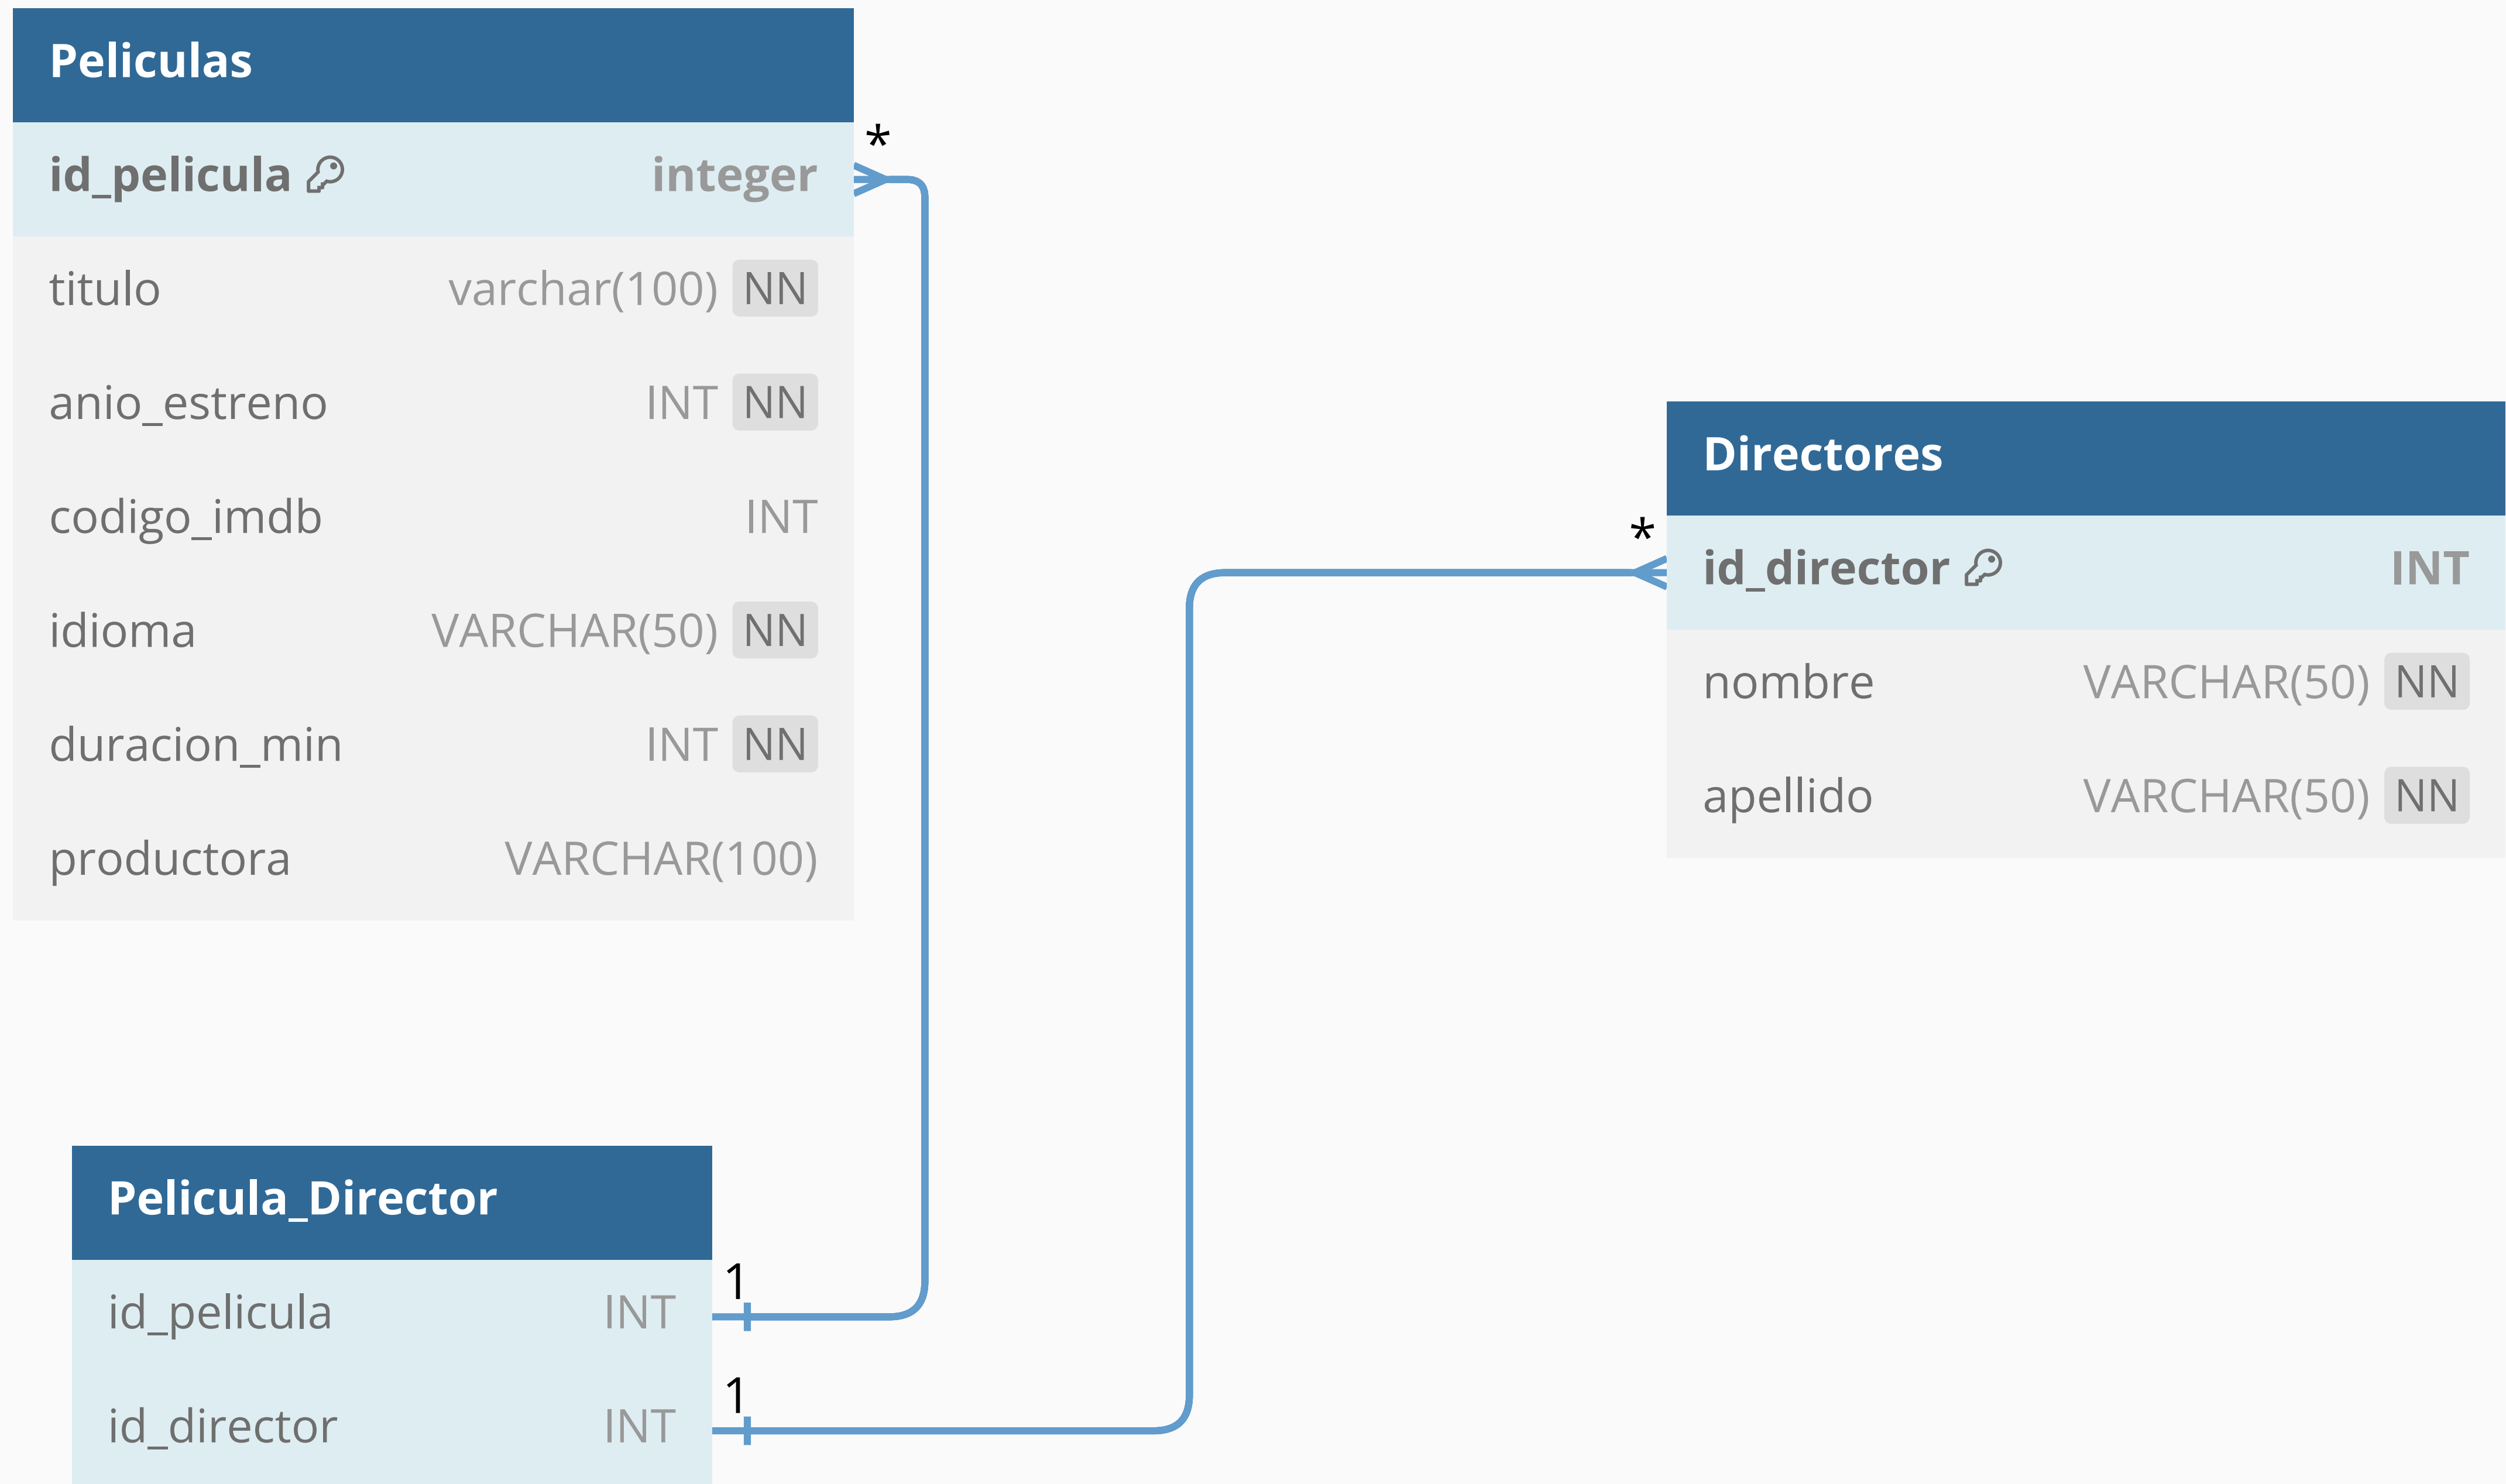 Peliculas
*
id_pelicula integer
titulo varchar(100) NN
anio_estreno INT NN
codigo_imdb INT
idioma VARCHAR(50) NN
duracion_min INT NN
productora VARCHAR(100)
Directores
*
id_director INT
nombre VARCHAR(50) NN
apellido VARCHAR(50) NN
Pelicula_Director
1
id_pelicula INT
1
id_director INT